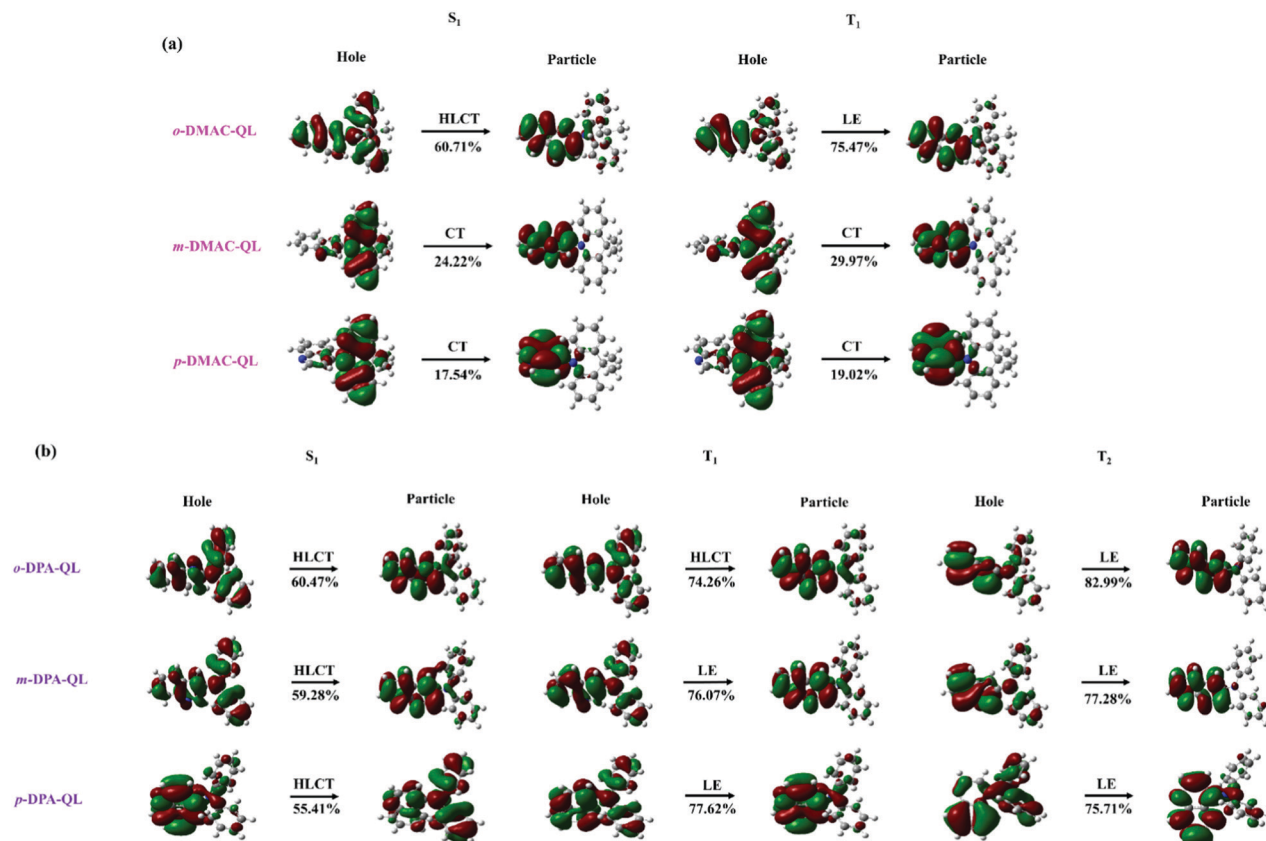 S1 T1
(a)
Hole Particle Hole Particle
o-DMAC-QL HLCT 60.71% LE 75.47%
m-DMAC-QL CT 24.22% CT 29.97%
p-DMAC-QL CT 17.54% CT 19.02%
(b)
S1 T1 T2
Hole Particle Hole Particle Hole Particle
o-DPA-QL HLCT 60.47% HLCT 74.26% LE 82.99%
m-DPA-QL HLCT 59.28% LE 76.07% LE 77.28%
p-DPA-QL HLCT 55.41% LE 77.62% LE 75.71%